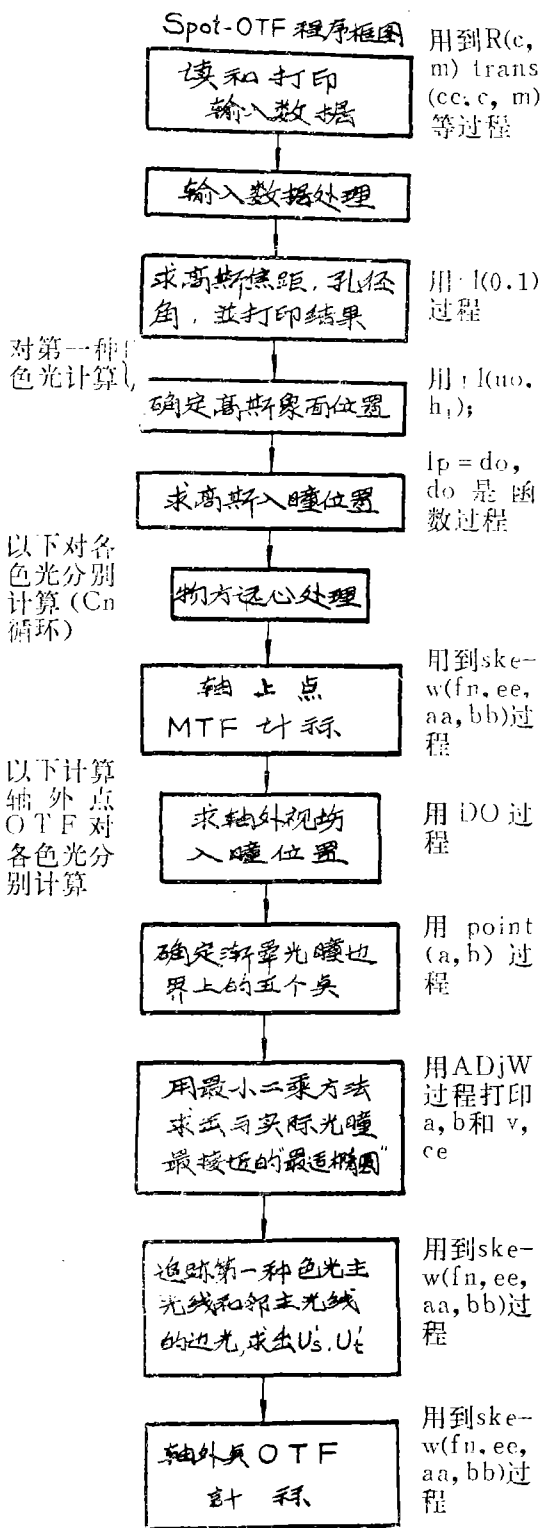 Spot-OTF 程序框图
读和打印
输入数据
用到R(c,
m) trans
(cc, c, m)
等过程
输入数据处理
求高斯焦距，孔径
角，並打印结果
(0.1)
过程
对第一种
色光计算
确定高斯象面位置
l(uo,
h₁);
求高斯入瞳位置
lp = do,
do 是 函
数过程
以下对各
色光分别
计算 (Cn
循环)
物方远心处理
轴 上 点
MTF 计祘
用到ske-
w(fn, ee,
aa, bb)过
程
以下计算
轴 外 点
OTF 对
各色光分
别计算
求轴外视场
入瞳位置
用 DO 过
程
确定渐晕光瞳边
界上的五个点
用 point
(a,b) 过
程
用最小二乘方法
求出与实际光瞳
最接近的"最适椭圆"
用ADjW
过程打印
a,b和 v,
ce
追跡第一种色光主
光线和邻主光线
的边光,求出U's, U't
用到ske-
w(fn, ee,
aa, bb)过
程
轴外点 OTF
計 祘
用到ske-
w(fn, ee,
aa, bb)过
程